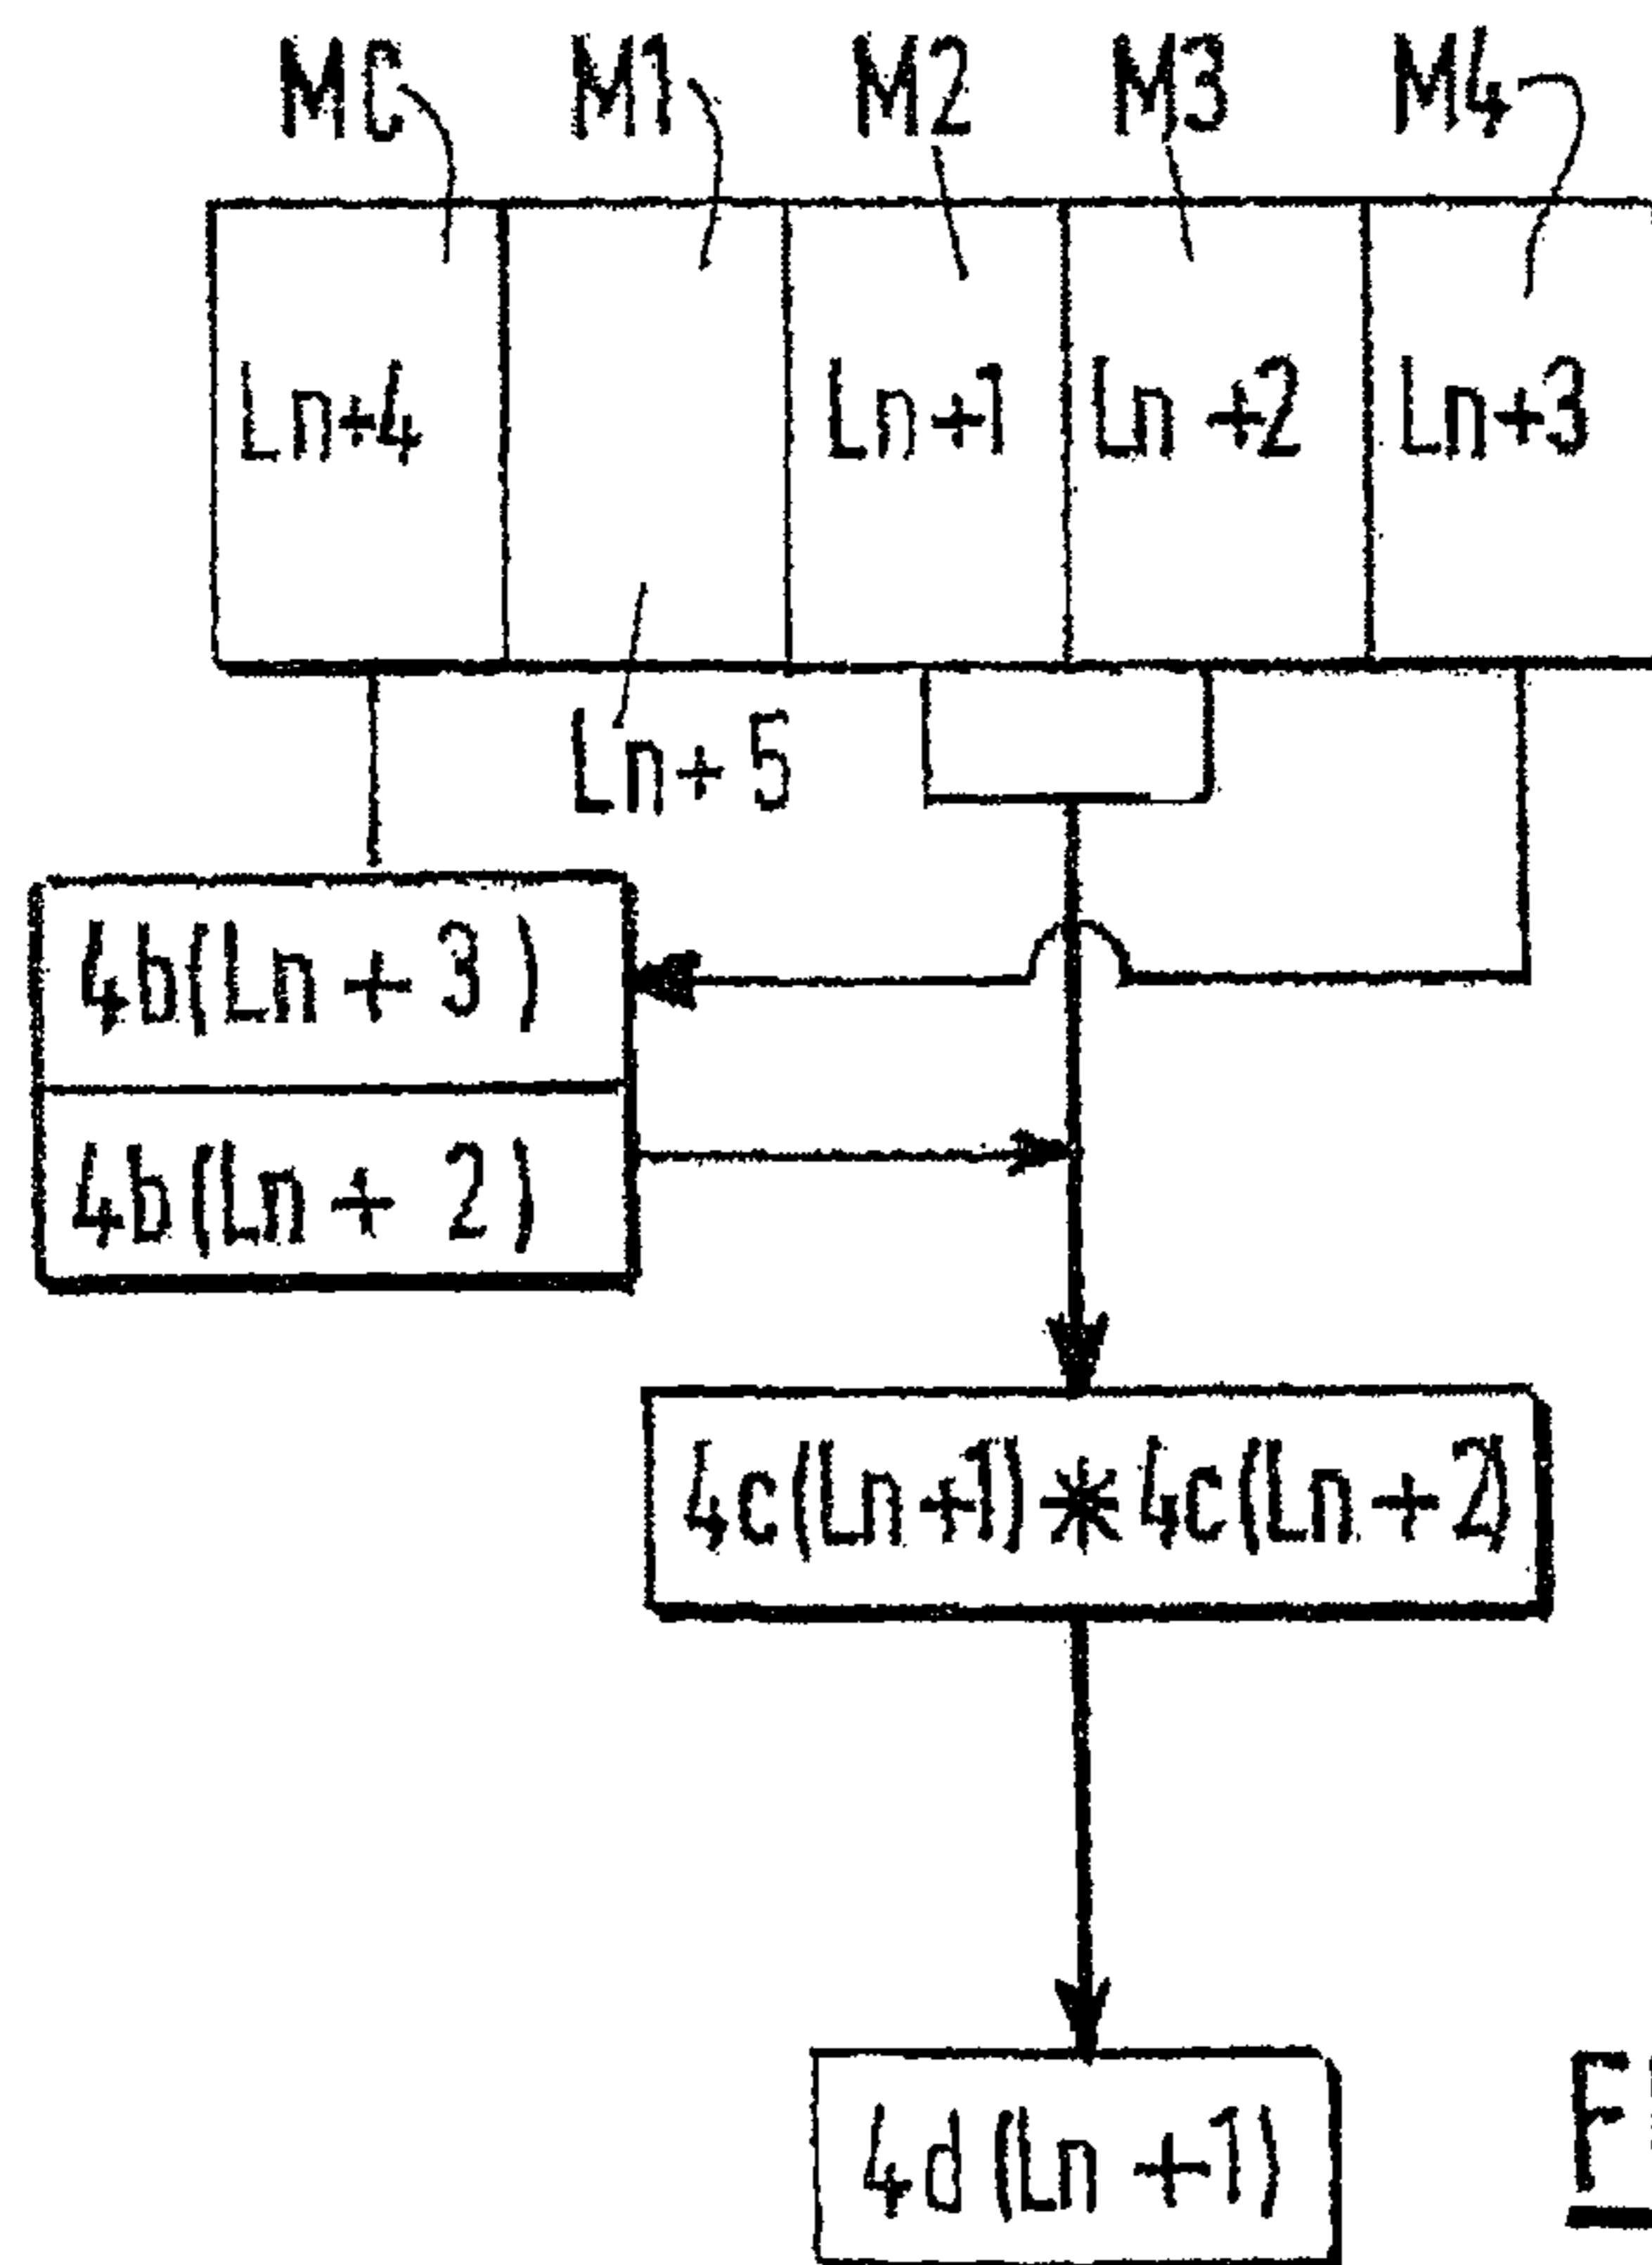 MC M1 M2 M3 M4
Ln+4 Ln+1 Ln+2 Ln+3
Ln+5
4b(Ln+3)
4b(Ln+2)
4c(Ln+1)*4c(Ln+2)
4d(Ln+1)